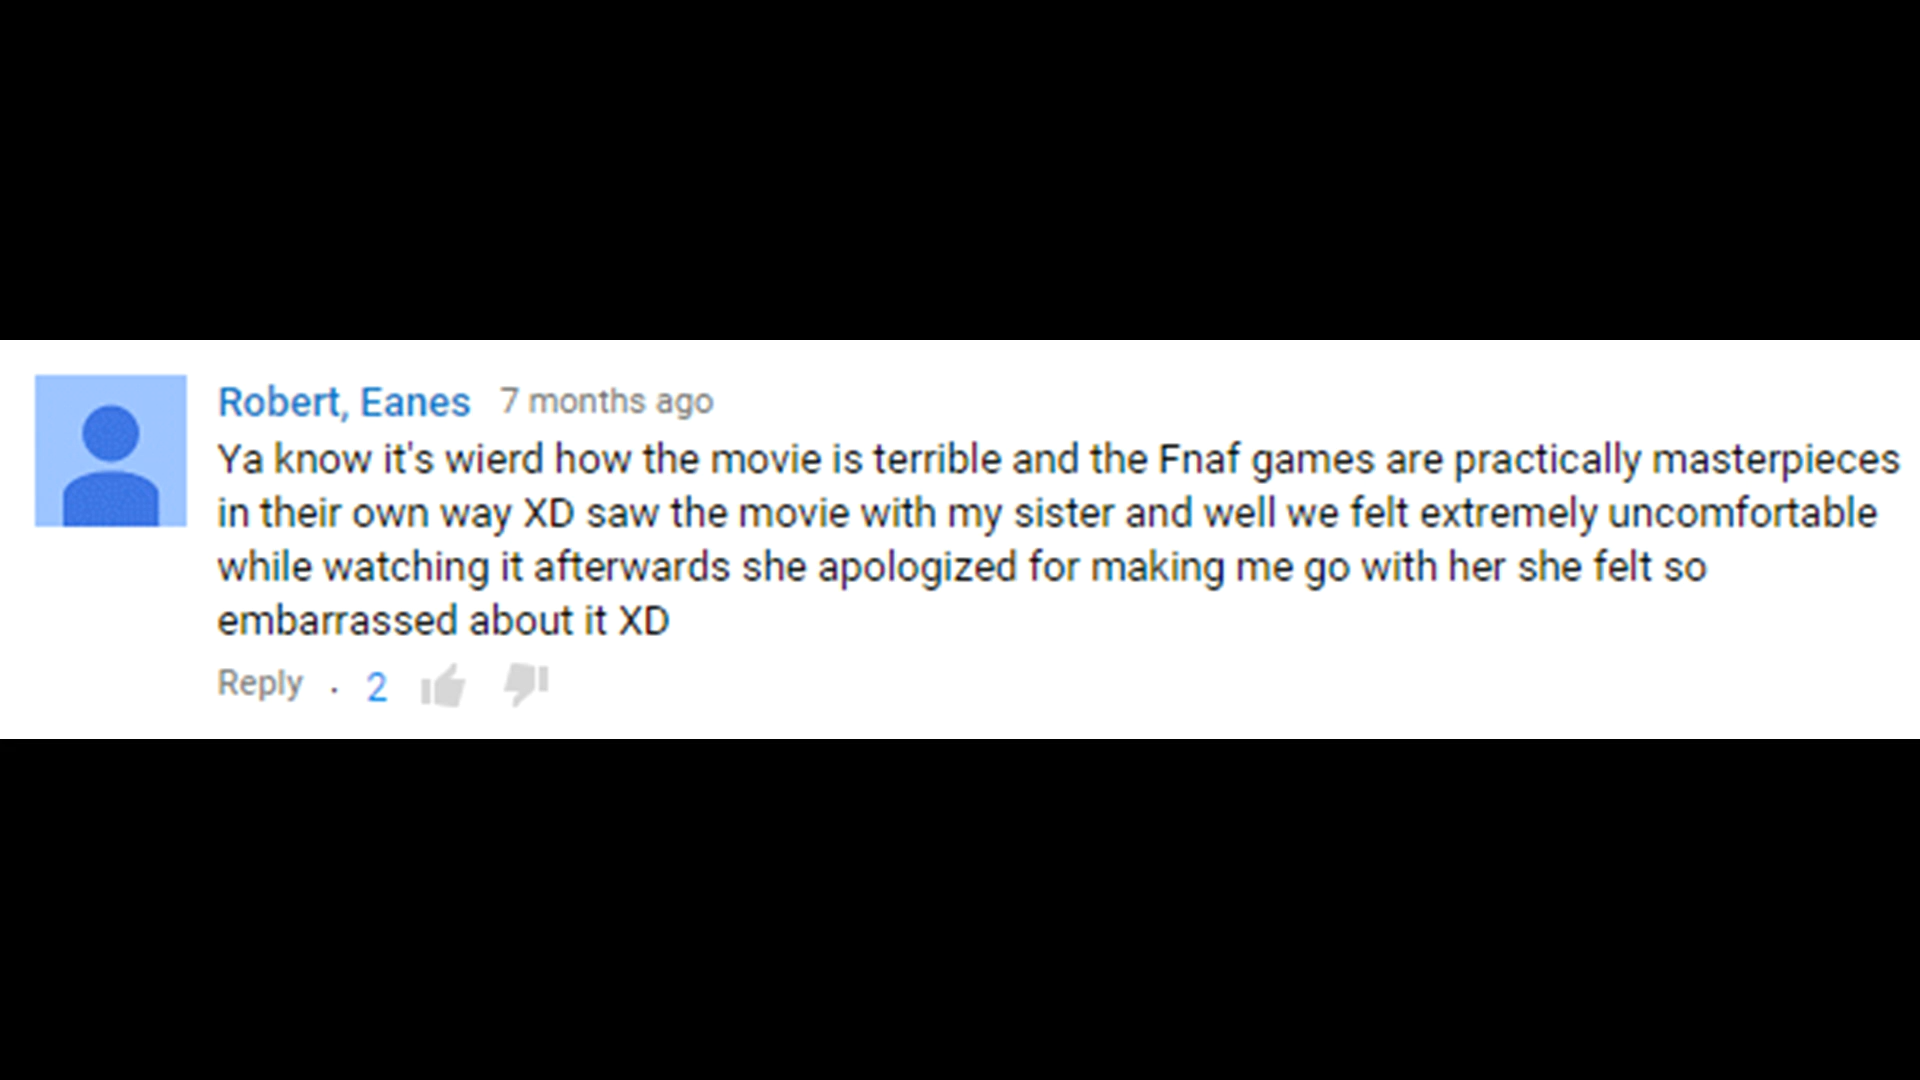 Robert, Eanes 7 months ago
Ya know it's wierd how the movie is terrible and the Fnaf games are practically masterpieces
in their own way XD saw the movie with my sister and well we felt extremely uncomfortable
while watching it afterwards she apologized for making me go with her she felt so
embarrassed about it XD
Reply · 2